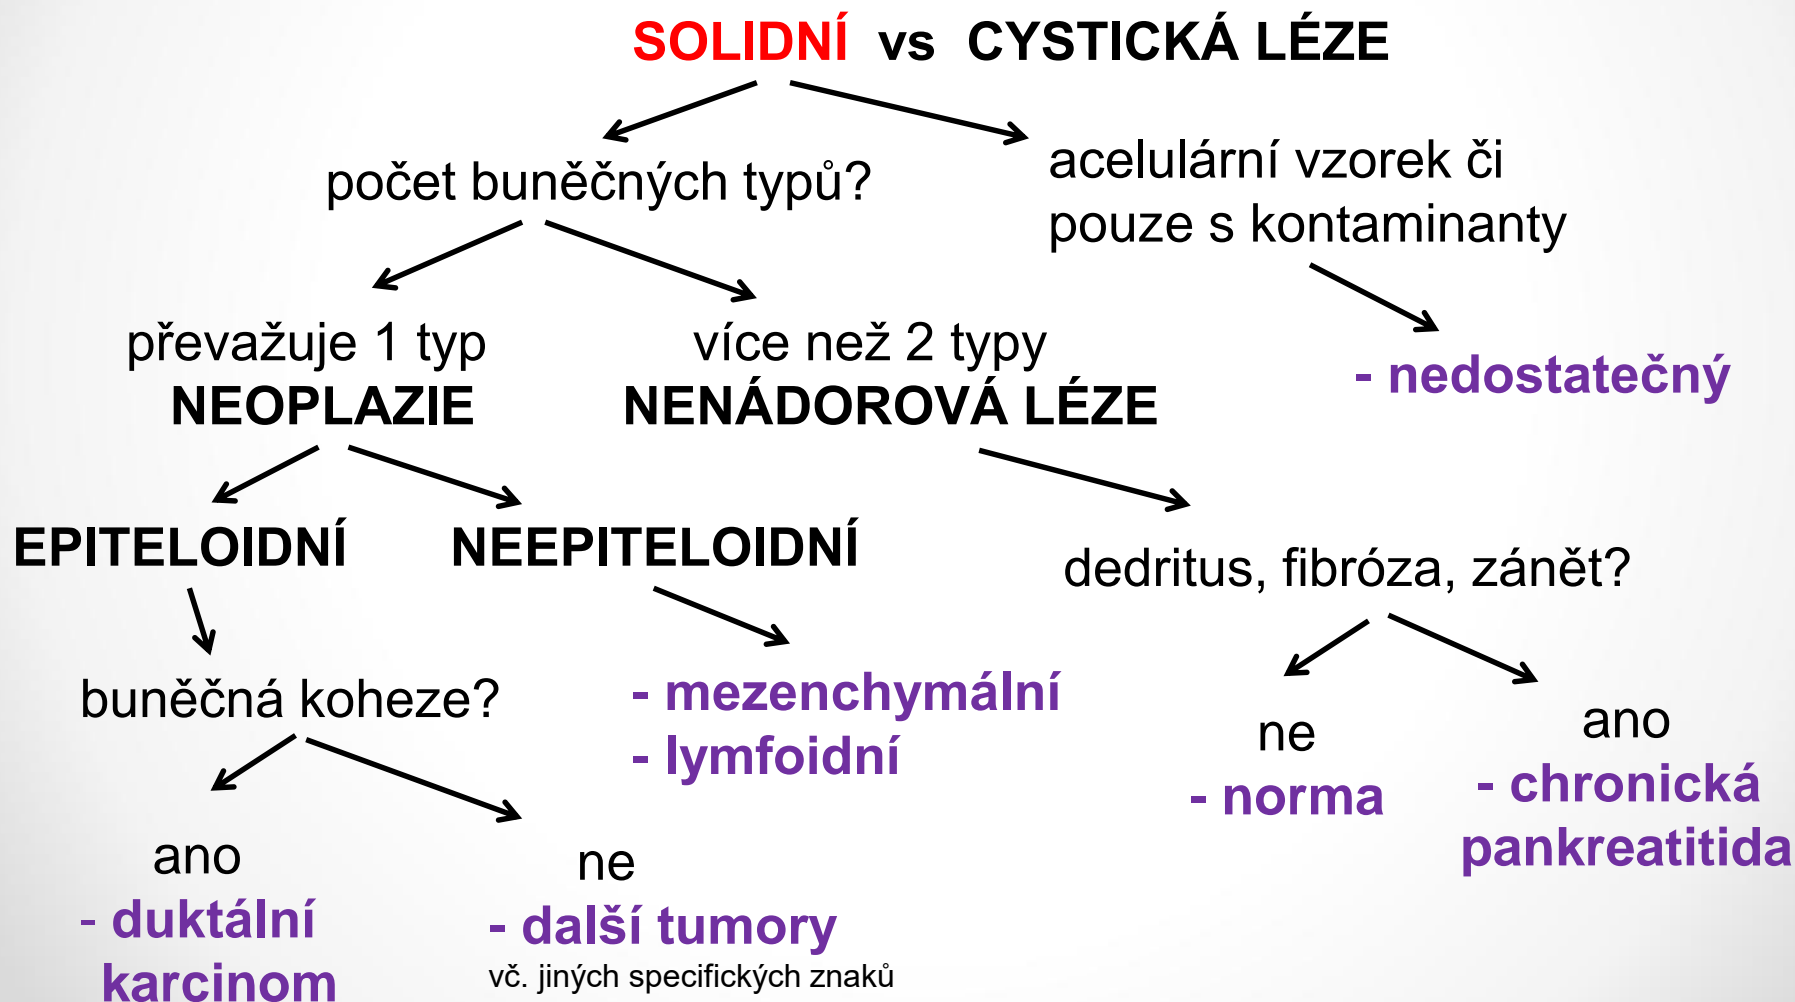 SOLIDNÍ vs CYSTICKÁ LÉZE
počet buněčných typů?
acelulární vzorek či
pouze s kontaminanty
převažuje 1 typ
NEOPLAZIE
více než 2 typy
NENÁDOROVÁ LÉZE
- nedostatečný
EPITELOIDNÍ
NEEPITELOIDNÍ
dedritus, fibróza, zánět?
buněčná koheze?
- mezenchymální
- lymfoidní
ne
- norma
ano
- chronická
pankreatitida
ano
- duktální
karcinom
ne
- další tumory
vč. jiných specifických znaků